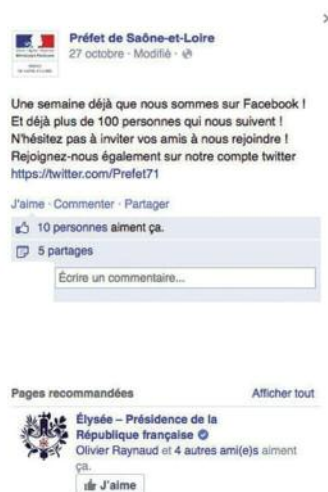 Préfet de Saône-et-Loire
27 octobre · Modifié ·
Une semaine déjà que nous sommes sur Facebook !
Et déjà plus de 100 personnes qui nous suivent !
N'hésitez pas à inviter vos amis à nous rejoindre !
Rejoignez-nous également sur notre compte twitter
https://twitter.com/Prefet71
J'aime · Commenter · Partager
10 personnes aiment ça.
5 partages
Écrire un commentaire...
Pages recommandées Afficher tout
Élysée – Présidence de la
République française
Olivier Raynaud et 4 autres ami(e)s aiment
ça.
J'aime